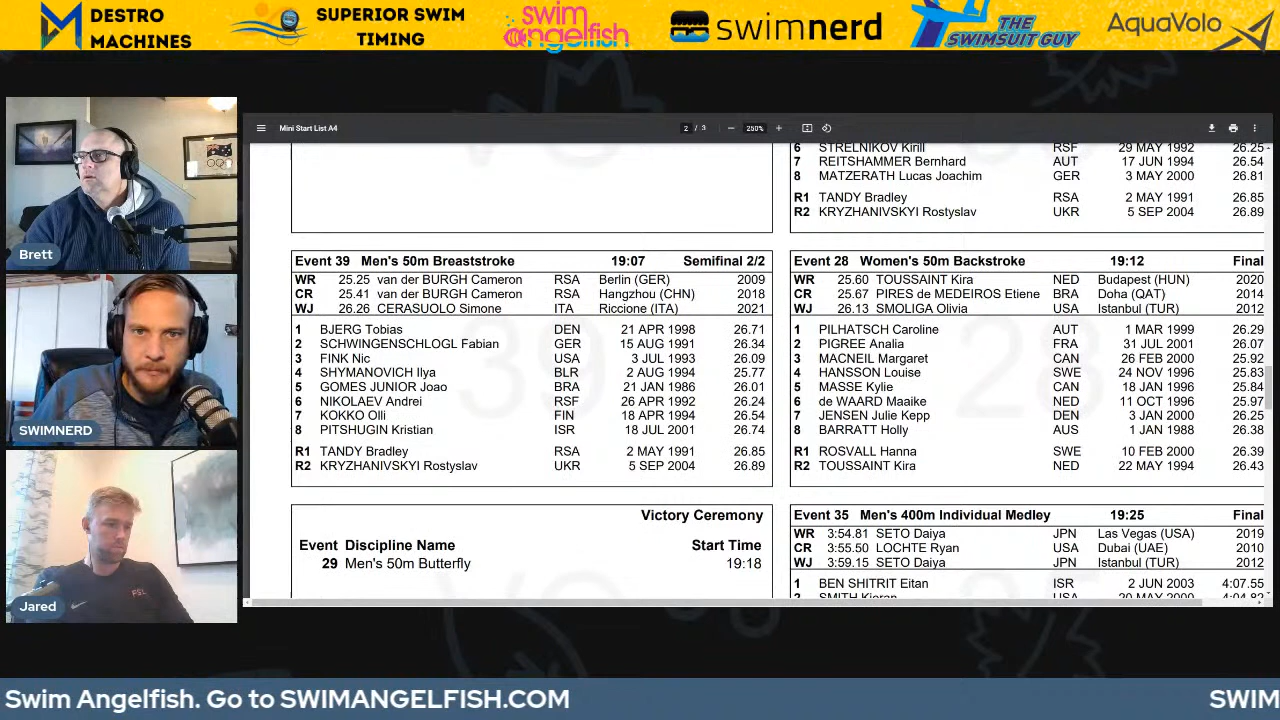 DESTRO
MACHINES
SUPERIOR SWIM
TIMING
swim
angelfish
swimnerd
THE
SWIMSUIT GUY
AquaVolo
Brett
SWIMNERD
Jared
Mini Start List A4
2 / 3
250%
6 STRELNIKOV Kirill RSF 29 MAY 1992 26.25
7 REITSHAMMER Bernhard AUT 17 JUN 1994 26.54
8 MATZERATH Lucas Joachim GER 3 MAY 2000 26.81
R1 TANDY Bradley RSA 2 MAY 1991 26.85
R2 KRYZHANIVSKYI Rostyslav UKR 5 SEP 2004 26.89
Event 39 Men's 50m Breaststroke 19:07 Semifinal 2/2
WR 25.25 van der BURGH Cameron RSA Berlin (GER) 2009
CR 25.41 van der BURGH Cameron RSA Hangzhou (CHN) 2018
WJ 26.26 CERASUOLO Simone ITA Riccione (ITA) 2021
1 BJERG Tobias DEN 21 APR 1998 26.71
2 SCHWINGENSCHLOGL Fabian GER 15 AUG 1991 26.34
3 FINK Nic USA 3 JUL 1993 26.09
4 SHYMANOVICH Ilya BLR 2 AUG 1994 25.77
5 GOMES JUNIOR Joao BRA 21 JAN 1986 26.01
6 NIKOLAEV Andrei RSF 26 APR 1992 26.24
7 KOKKO Olli FIN 18 APR 1994 26.54
8 PITSHUGIN Kristian ISR 18 JUL 2001 26.74
R1 TANDY Bradley RSA 2 MAY 1991 26.85
R2 KRYZHANIVSKYI Rostyslav UKR 5 SEP 2004 26.89
39
Event 28 Women's 50m Backstroke 19:12 Final
WR 25.60 TOUSSAINT Kira NED Budapest (HUN) 2020
CR 25.67 PIRES de MEDEIROS Etiene BRA Doha (QAT) 2014
WJ 26.13 SMOLIGA Olivia USA Istanbul (TUR) 2012
1 PILHATSCH Caroline AUT 1 MAR 1999 26.29
2 PIGREE Analia FRA 31 JUL 2001 26.07
3 MACNEIL Margaret CAN 26 FEB 2000 25.92
4 HANSSON Louise SWE 24 NOV 1996 25.83
5 MASSE Kylie CAN 18 JAN 1996 25.84
6 de WAARD Maaike NED 11 OCT 1996 25.97
7 JENSEN Julie Kepp DEN 3 JAN 2000 26.25
8 BARRATT Holly AUS 1 JAN 1988 26.38
R1 ROSVALL Hanna SWE 10 FEB 2000 26.39
R2 TOUSSAINT Kira NED 22 MAY 1994 26.43
28
Victory Ceremony
Event Discipline Name Start Time
29 Men's 50m Butterfly 19:18
Event 35 Men's 400m Individual Medley 19:25 Final
WR 3:54.81 SETO Daiya JPN Las Vegas (USA) 2019
CR 3:55.50 LOCHTE Ryan USA Dubai (UAE) 2010
WJ 3:59.15 SETO Daiya JPN Istanbul (TUR) 2012
1 BEN SHITRIT Eitan ISR 2 JUN 2003 4:07.55
2 SMITH Kieran USA 20 MAY 2000 4:04.82
Swim Angelfish. Go to SWIMANGELFISH.COM
SWIM